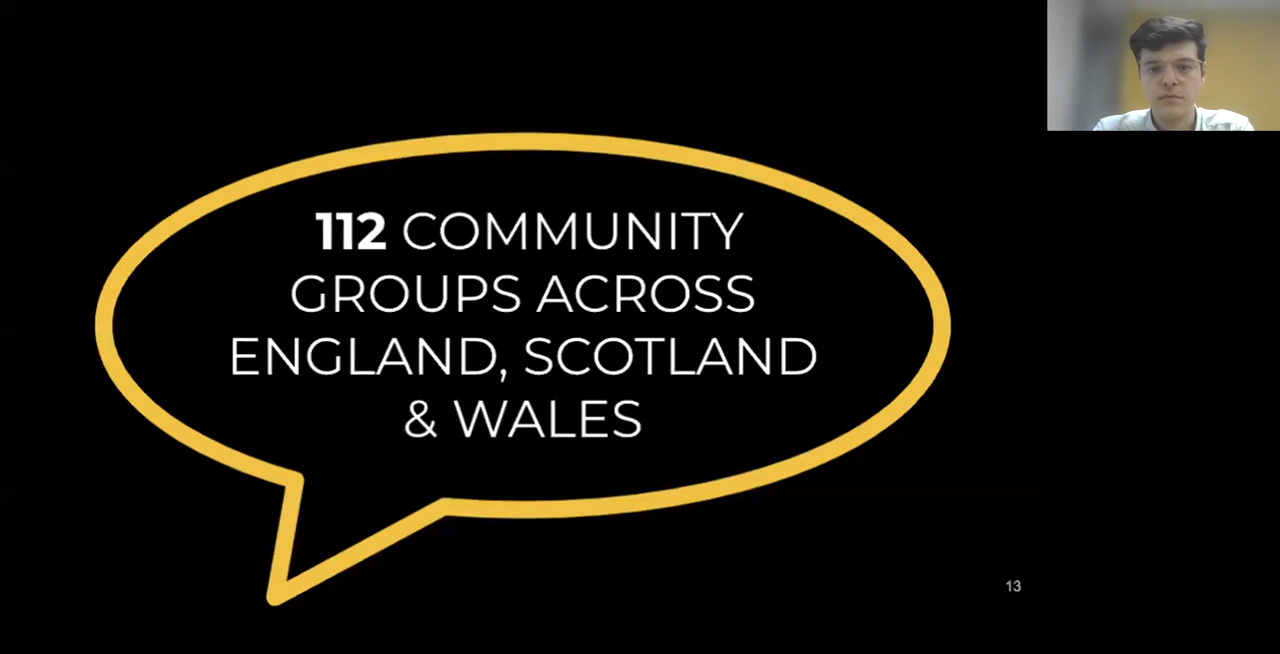 112 COMMUNITY
GROUPS ACROSS
ENGLAND, SCOTLAND
& WALES
13